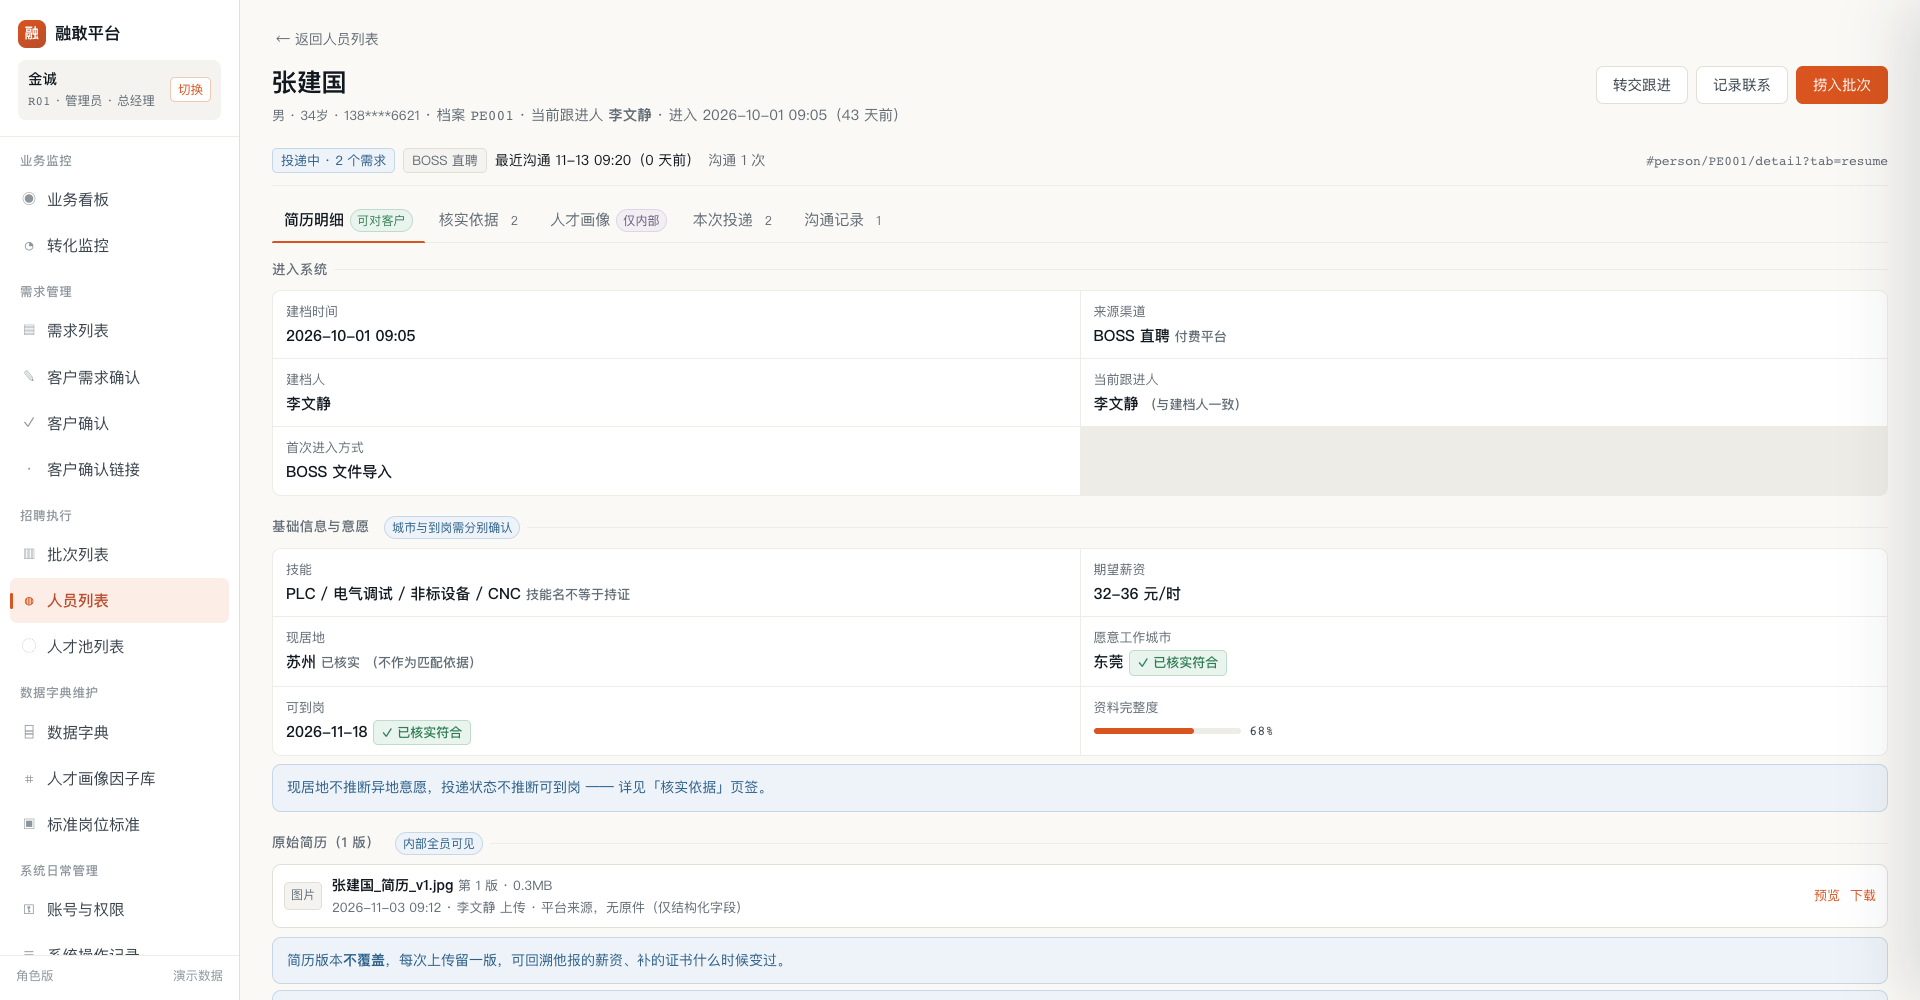 融 融敢平台
金诚
R01 · 管理员 · 总经理
切换
业务监控
业务看板
转化监控
需求管理
需求列表
客户需求确认
客户确认
客户确认链接
招聘执行
批次列表
人员列表
人才池列表
数据字典维护
数据字典
人才画像因子库
标准岗位标准
系统日常管理
账号与权限
系统操作记录
角色版 演示数据
← 返回人员列表
张建国
转交跟进 记录联系 捞入批次
男 · 34岁 · 138****6621 · 档案 PE001 · 当前跟进人 李文静 · 进入 2026-10-01 09:05（43 天前）
投递中 · 2 个需求 BOSS 直聘 最近沟通 11-13 09:20（0 天前） 沟通 1 次 #person/PE001/detail?tab=resume
简历明细 可对客户 核实依据 2 人才画像 仅内部 本次投递 2 沟通记录 1
进入系统
建档时间
2026-10-01 09:05
来源渠道
BOSS 直聘 付费平台
建档人
李文静
当前跟进人
李文静 （与建档人一致）
首次进入方式
BOSS 文件导入
基础信息与意愿 城市与到岗需分别确认
技能
PLC / 电气调试 / 非标设备 / CNC 技能名不等于持证
期望薪资
32-36 元/时
现居地
苏州 已核实 （不作为匹配依据）
愿意工作城市
东莞 ✓ 已核实符合
可到岗
2026-11-18 ✓ 已核实符合
资料完整度
68%
现居地不推断异地意愿，投递状态不推断可到岗 —— 详见「核实依据」页签。
原始简历（1 版） 内部全员可见
图片
张建国_简历_v1.jpg 第 1 版 · 0.3MB
2026-11-03 09:12 · 李文静 上传 · 平台来源，无原件（仅结构化字段）
预览 下载
简历版本不覆盖，每次上传留一版，可回溯他报的薪资、补的证书什么时候变过。